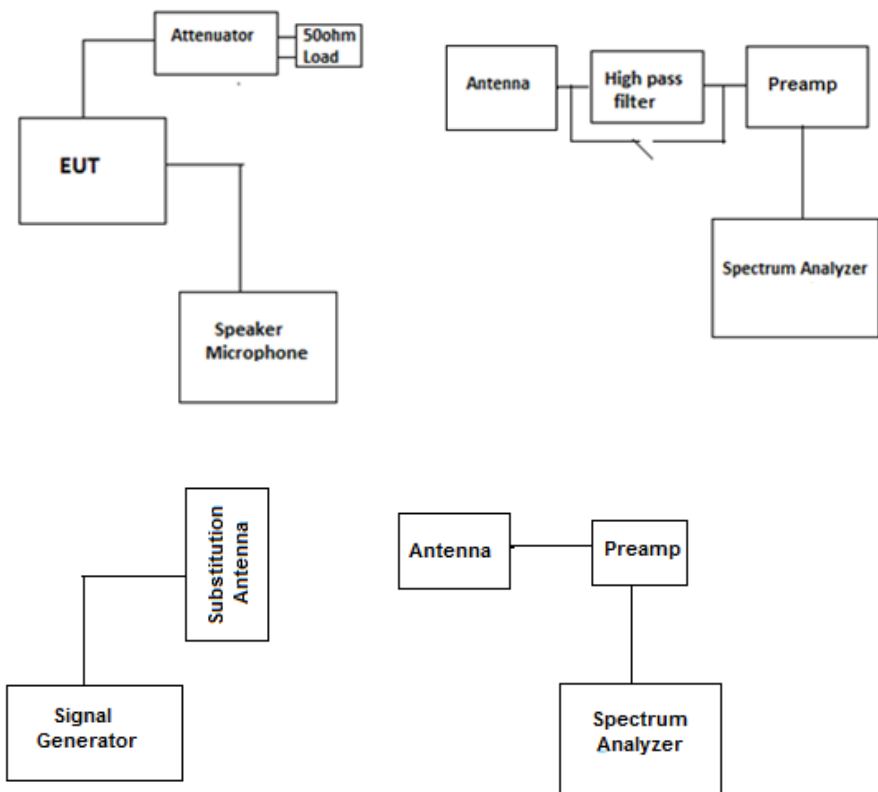 Attenuator
50ohm
Load
EUT
Speaker
Microphone
Antenna
High pass
filter
Preamp
Spectrum Analyzer
Substitution
Antenna
Signal
Generator
Antenna
Preamp
Spectrum
Analyzer